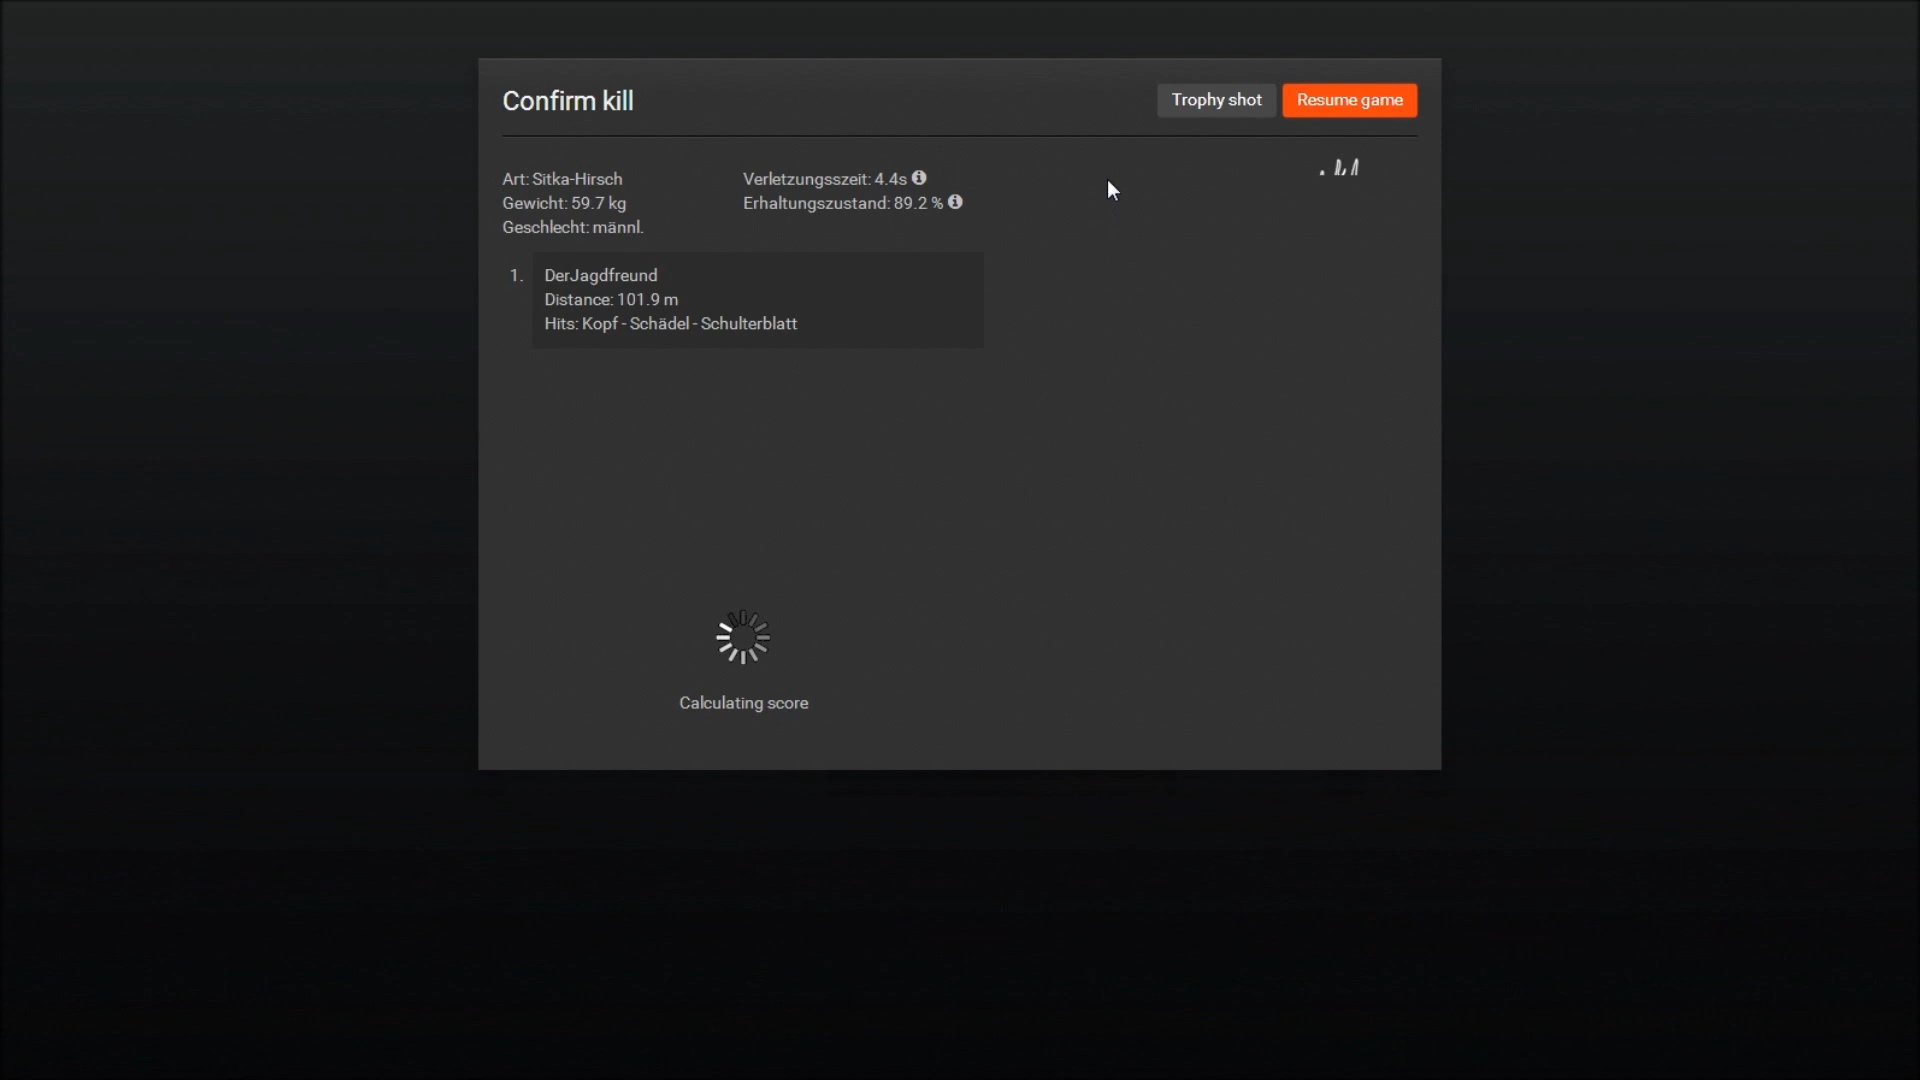 Confirm kill
Trophy shot
Resume game
Art: Sitka-Hirsch
Gewicht: 59.7 kg
Geschlecht: männl.
Verletzungsszeit: 4.4s
Erhaltungszustand: 89.2 %
1.
DerJagdfreund
Distance: 101.9 m
Hits: Kopf - Schädel - Schulterblatt
Calculating score